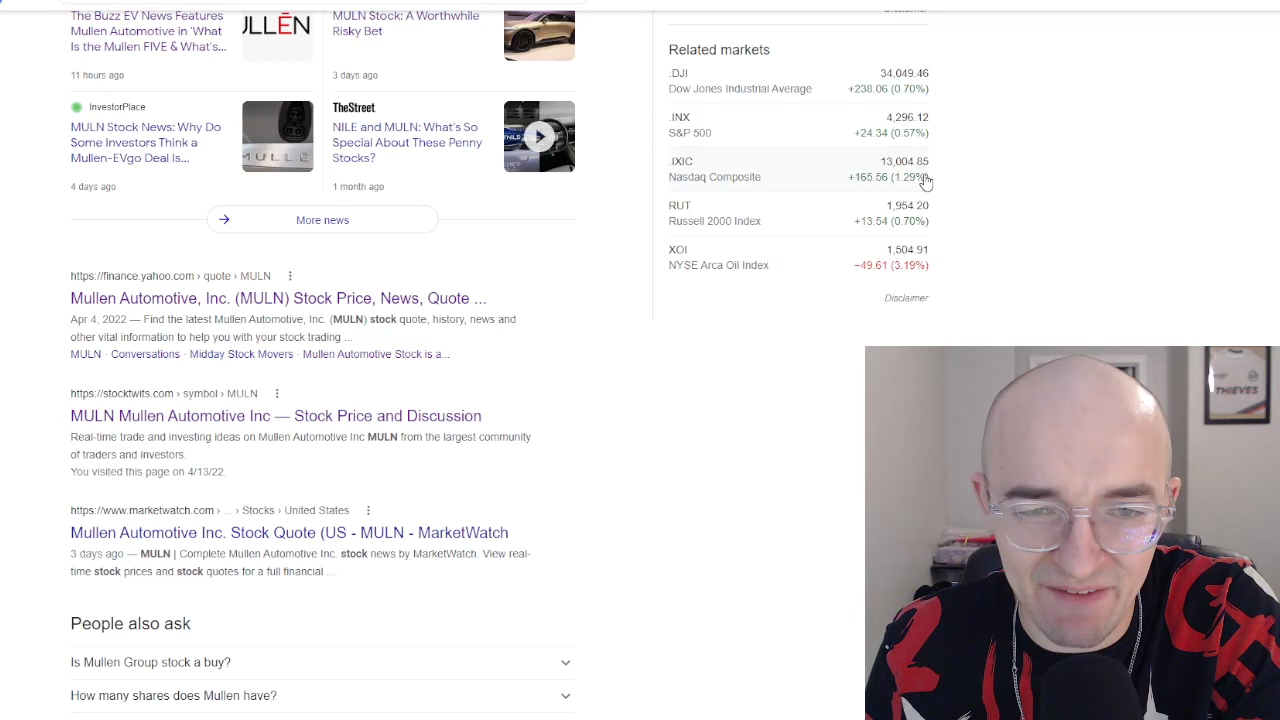 Disclaimer
The Buzz EV News Features
Mullen Automotive in 'What
Is the Mullen FIVE & What's...
11 hours ago
MULN Stock: A Worthwhile
Risky Bet
3 days ago
InvestorPlace
MULN Stock News: Why Do
Some Investors Think a
Mullen-EVgo Deal Is...
4 days ago
TheStreet
NILE and MULN: What's So
Special About These Penny
Stocks?
1 month ago
More news
https://finance.yahoo.com › quote › MULN
Mullen Automotive, Inc. (MULN) Stock Price, News, Quote ...
Apr 4, 2022 — Find the latest Mullen Automotive, Inc. (MULN) stock quote, history, news and
other vital information to help you with your stock trading ...
MULN · Conversations · Midday Stock Movers · Mullen Automotive Stock is a...
https://stocktwits.com › symbol › MULN
MULN Mullen Automotive Inc — Stock Price and Discussion
Real-time trade and investing ideas on Mullen Automotive Inc MULN from the largest community
of traders and investors.
You visited this page on 4/13/22.
https://www.marketwatch.com › ... › Stocks › United States
Mullen Automotive Inc. Stock Quote (US - MULN - MarketWatch
3 days ago — MULN | Complete Mullen Automotive Inc. stock news by MarketWatch. View real-
time stock prices and stock quotes for a full financial ...
People also ask
Is Mullen Group stock a buy?
How many shares does Mullen have?
Related markets
.DJI 34,049.46
Dow Jones Industrial Average +238.06 (0.70%)
.INX 4,296.12
S&P 500 +24.34 (0.57%)
.IXIC 13,004.85
Nasdaq Composite +165.56 (1.29%)
RUT 1,954.20
Russell 2000 Index +13.54 (0.70%)
XOI 1,504.91
NYSE Arca Oil Index −49.61 (3.19%)
Disclaimer
THIEVES